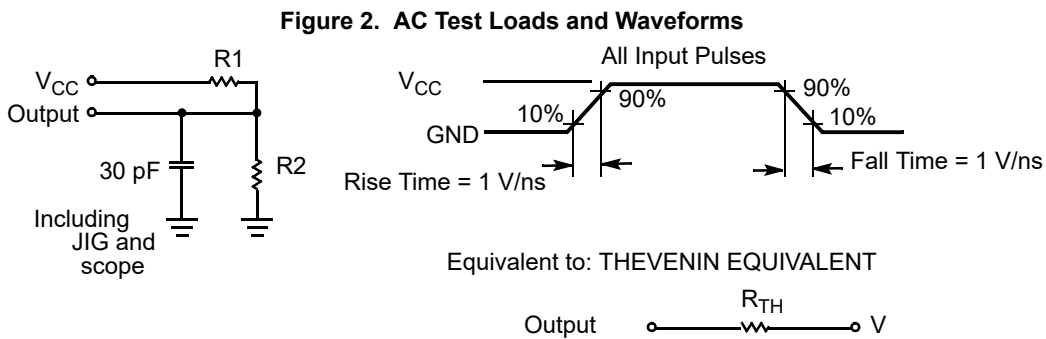 Figure 2. AC Test Loads and Waveforms
R1
VCC
Output
30 pF
R2
Including
JIG and
scope
All Input Pulses
VCC
GND
10%
90%
90%
10%
Rise Time = 1 V/ns
Fall Time = 1 V/ns
Equivalent to: THEVENIN EQUIVALENT
RTH
Output
V